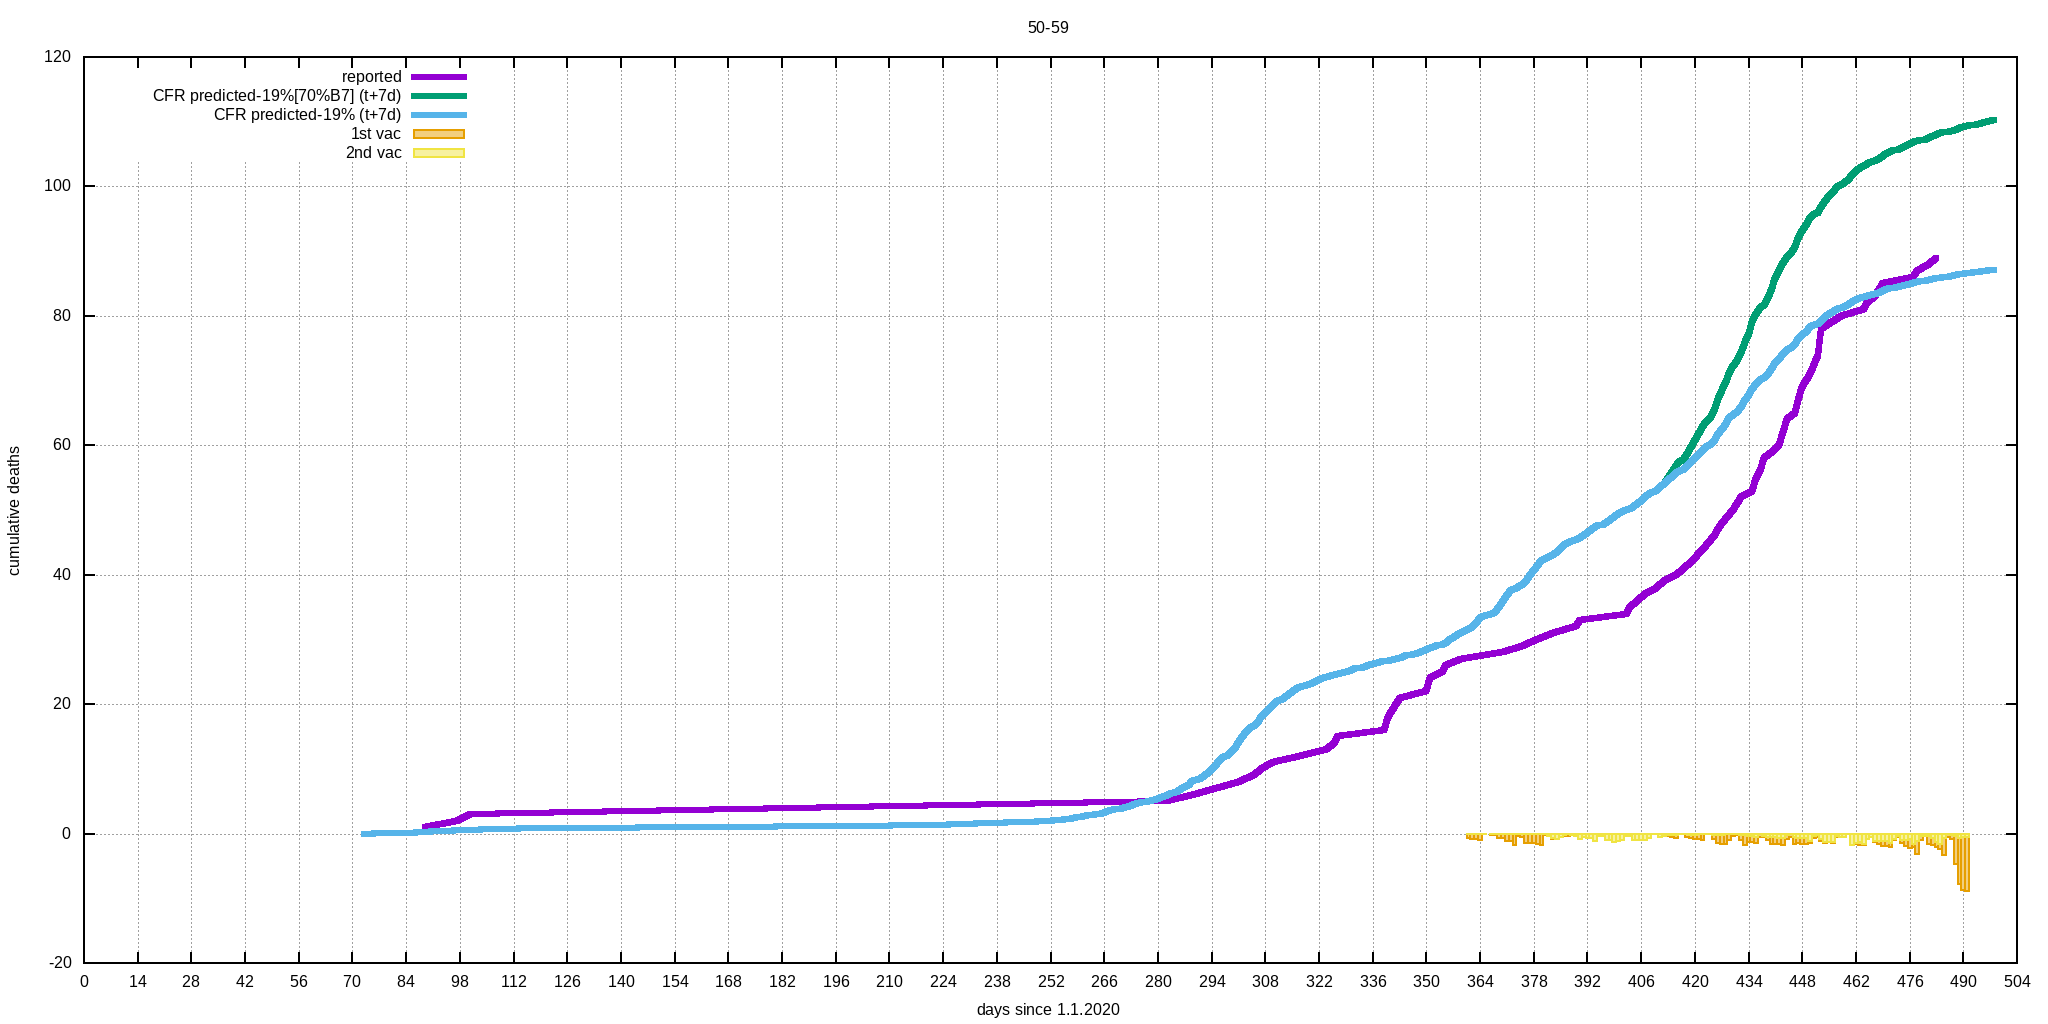 50-59
120
100
80
60
40
20
0
-20
cumulative deaths
reported
CFR predicted-19%[70%B7] (t+7d)
CFR predicted-19% (t+7d)
1st vac
2nd vac
0 14 28 42 56 70 84 98 112 126 140 154 168 182 196 210 224 238 252 266 280 294 308 322 336 350 364 378 392 406 420 434 448 462 476 490 504
days since 1.1.2020